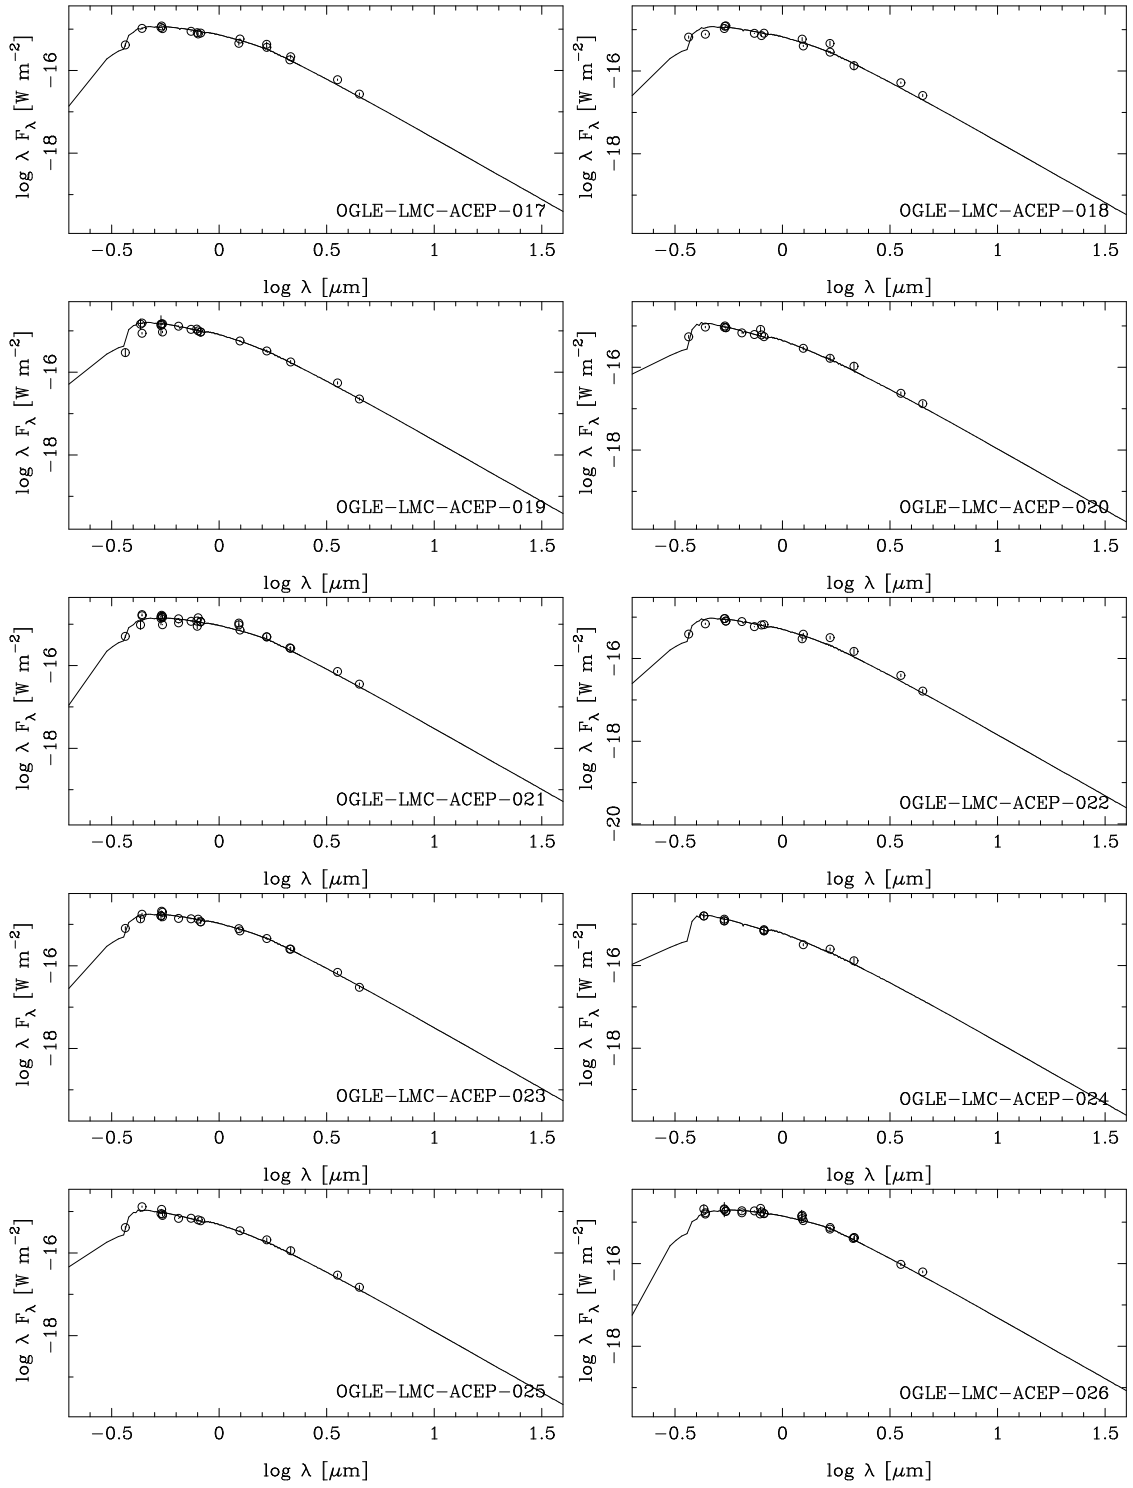 log λ F_λ [W m⁻²]
−16
−18
OGLE−LMC−ACEP−017
−0.5 0 0.5 1 1.5
log λ [μm]
log λ F_λ [W m⁻²]
−16
−18
OGLE−LMC−ACEP−018
−0.5 0 0.5 1 1.5
log λ [μm]
log λ F_λ [W m⁻²]
−16
−18
OGLE−LMC−ACEP−019
−0.5 0 0.5 1 1.5
log λ [μm]
log λ F_λ [W m⁻²]
−16
−18
OGLE−LMC−ACEP−020
−0.5 0 0.5 1 1.5
log λ [μm]
log λ F_λ [W m⁻²]
−16
−18
OGLE−LMC−ACEP−021
−0.5 0 0.5 1 1.5
log λ [μm]
log λ F_λ [W m⁻²]
−16
−18
−20
OGLE−LMC−ACEP−022
−0.5 0 0.5 1 1.5
log λ [μm]
log λ F_λ [W m⁻²]
−16
−18
OGLE−LMC−ACEP−023
−0.5 0 0.5 1 1.5
log λ [μm]
log λ F_λ [W m⁻²]
−16
−18
OGLE−LMC−ACEP−024
−0.5 0 0.5 1 1.5
log λ [μm]
log λ F_λ [W m⁻²]
−16
−18
OGLE−LMC−ACEP−025
−0.5 0 0.5 1 1.5
log λ [μm]
log λ F_λ [W m⁻²]
−16
−18
OGLE−LMC−ACEP−026
−0.5 0 0.5 1 1.5
log λ [μm]